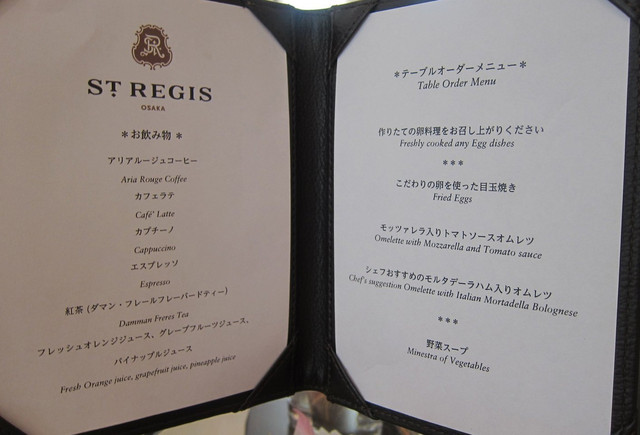 ST. REGIS
OSAKA
＊お飲み物 ＊
アリアルージュコーヒー
Aria Rouge Coffee
カフェラテ
Café' Latte
カプチーノ
Cappuccino
エスプレッソ
Espresso
紅茶 (ダマン・フレールフレーバードティー)
Damman Freres Tea
フレッシュオレンジジュース、グレープフルーツジュース、
パイナップルジュース
Fresh Orange juice, grapefruit juice, pineapple juice
＊テーブルオーダーメニュー＊
Table Order Menu
作りたての卵料理をお召し上がりください
Freshly cooked any Egg dishes
＊＊＊
こだわりの卵を使った目玉焼き
Fried Eggs
モッツァレラ入りトマトソースオムレツ
Omelette with Mozzarella and Tomato sauce
シェフおすすめのモルタデーラハム入りオムレツ
Chef's suggestion Omelette with Italian Mortadella Bolognese
＊＊＊
野菜スープ
Minestra of Vegetables